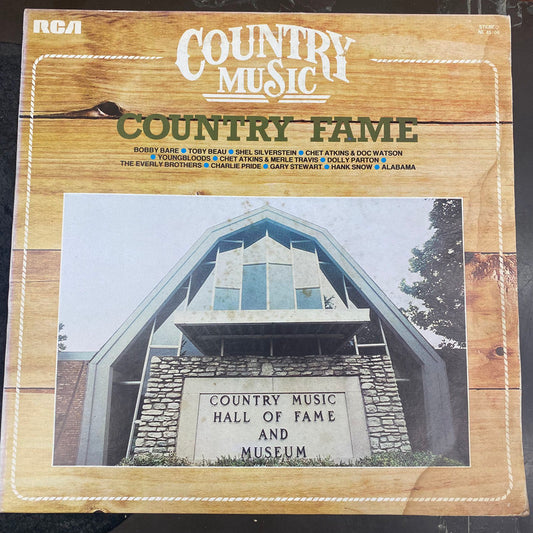 RCA
STEREO
COUNTRY
MUSIC
COUNTRY FAME
BOBBY BARE • TOBY BEAU • SHEL SILVERSTEIN • CHET ATKINS & DOC WATSON
• YOUNGBLOODS • CHET ATKINS & MERLE TRAVIS • DOLLY PARTON •
THE EVERLY BROTHERS • CHARLIE PRIDE • GARY STEWART • HANK SNOW • ALABAMA
COUNTRY MUSIC
HALL OF FAME
AND
MUSEUM